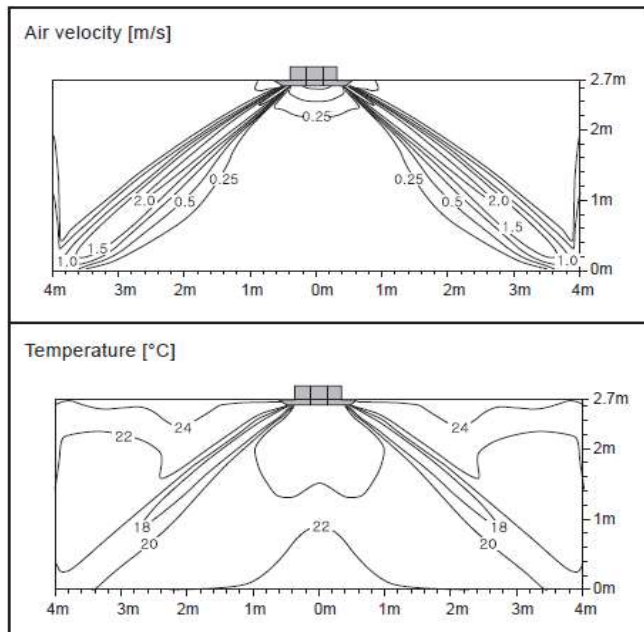 Air velocity [m/s]
2.7m
0.25
2m
0.25 0.25
2.0 2.0
1m
0.5 0.5
1.5 1.5
1.0 1.0
0m
4m 3m 2m 1m 0m 1m 2m 3m 4m
Temperature [°C]
2.7m
24 24
22
2m
18 22 18
1m
20 20
0m
4m 3m 2m 1m 0m 1m 2m 3m 4m